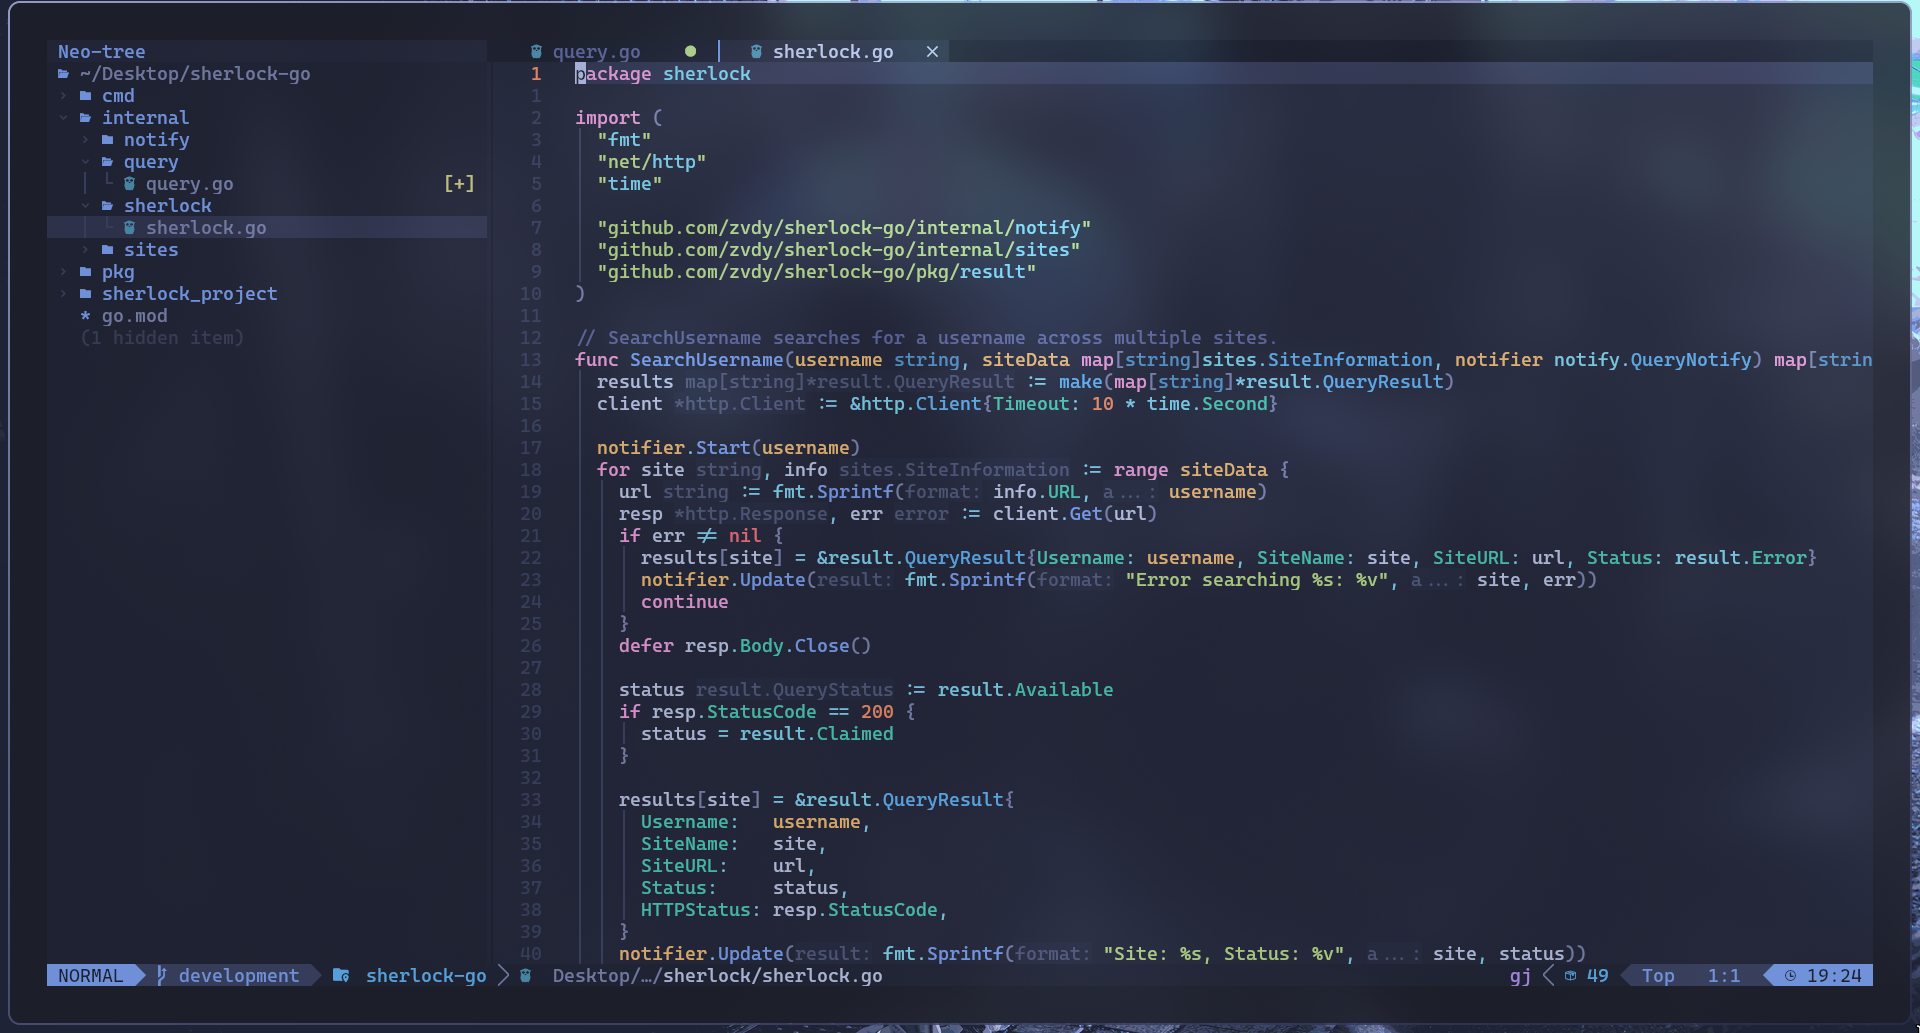 Neo-tree
~/Desktop/sherlock-go
cmd
internal
notify
query
query.go [+]
sherlock
sherlock.go
sites
pkg
sherlock_project
* go.mod
(1 hidden item)
query.go ● sherlock.go ×
1 package sherlock
1
2 import (
3 "fmt"
4 "net/http"
5 "time"
6
7 "github.com/zvdy/sherlock-go/internal/notify"
8 "github.com/zvdy/sherlock-go/internal/sites"
9 "github.com/zvdy/sherlock-go/pkg/result"
10 )
11
12 // SearchUsername searches for a username across multiple sites.
13 func SearchUsername(username string, siteData map[string]sites.SiteInformation, notifier notify.QueryNotify) map[strin
14 results map[string]*result.QueryResult := make(map[string]*result.QueryResult)
15 client *http.Client := &http.Client{Timeout: 10 * time.Second}
16
17 notifier.Start(username)
18 for site string, info sites.SiteInformation := range siteData {
19 url string := fmt.Sprintf(format: info.URL, a...: username)
20 resp *http.Response, err error := client.Get(url)
21 if err != nil {
22 results[site] = &result.QueryResult{Username: username, SiteName: site, SiteURL: url, Status: result.Error}
23 notifier.Update(result: fmt.Sprintf(format: "Error searching %s: %v", a...: site, err))
24 continue
25 }
26 defer resp.Body.Close()
27
28 status result.QueryStatus := result.Available
29 if resp.StatusCode == 200 {
30 status = result.Claimed
31 }
32
33 results[site] = &result.QueryResult{
34 Username: username,
35 SiteName: site,
36 SiteURL: url,
37 Status: status,
38 HTTPStatus: resp.StatusCode,
39 }
40 notifier.Update(result: fmt.Sprintf(format: "Site: %s, Status: %v", a...: site, status))
NORMAL development sherlock-go Desktop/…/sherlock/sherlock.go gj 49 Top 1:1 19:24